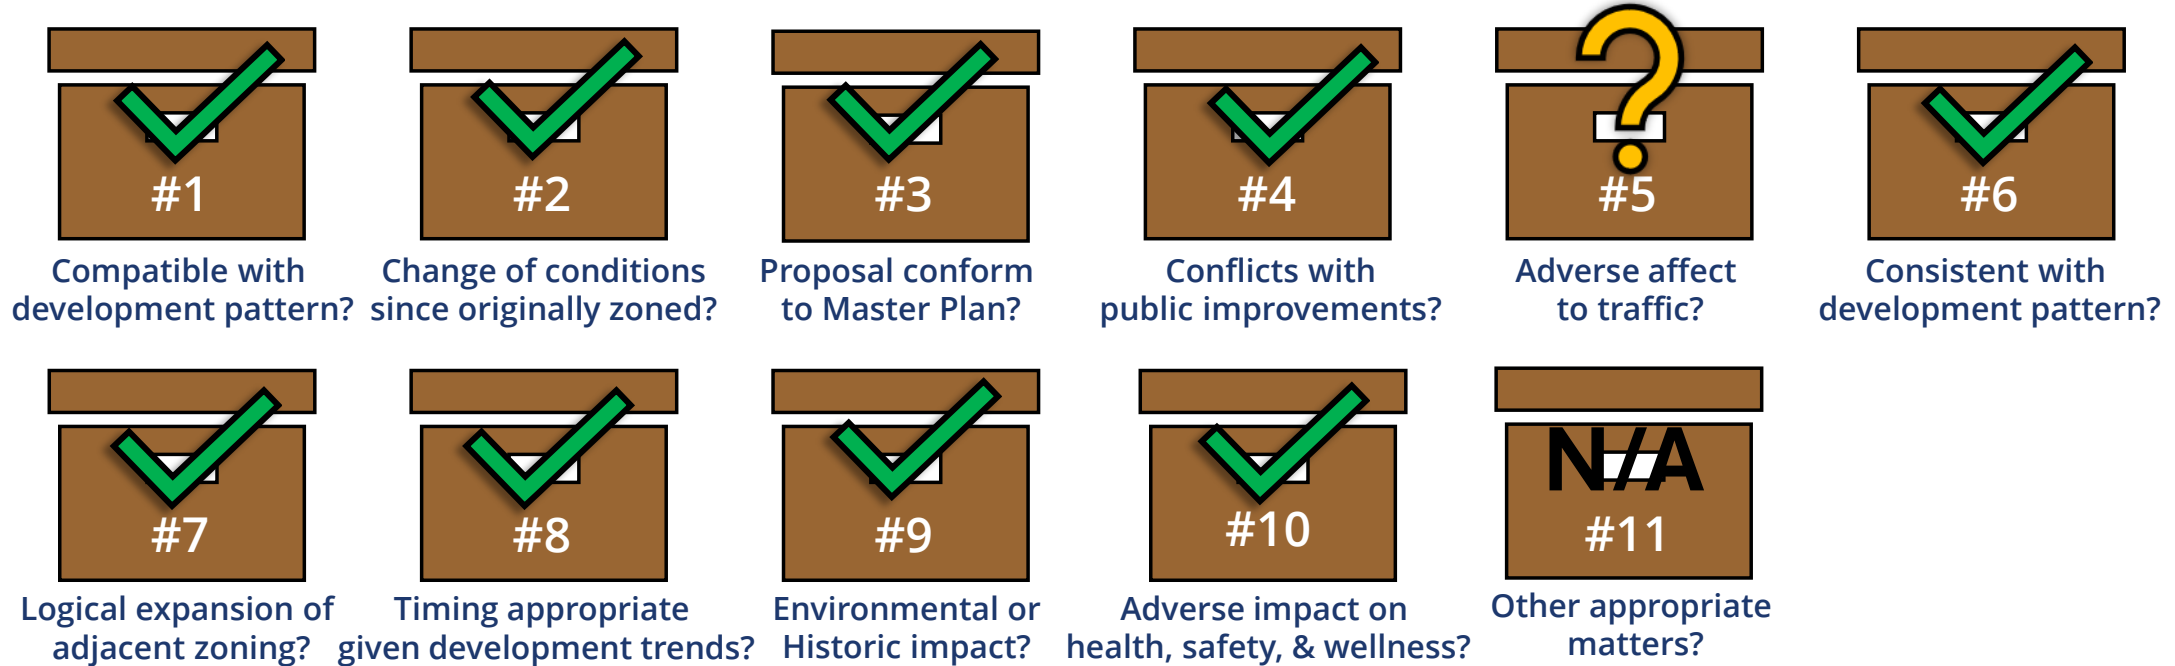 #1
Compatible with
development pattern?
#2
Change of conditions
since originally zoned?
#3
Proposal conform
to Master Plan?
#4
Conflicts with
public improvements?
?
#5
Adverse affect
to traffic?
#6
Consistent with
development pattern?
#7
Logical expansion of
adjacent zoning?
#8
Timing appropriate
given development trends?
#9
Environmental or
Historic impact?
#10
Adverse impact on
health, safety, & wellness?
N/A
#11
Other appropriate
matters?